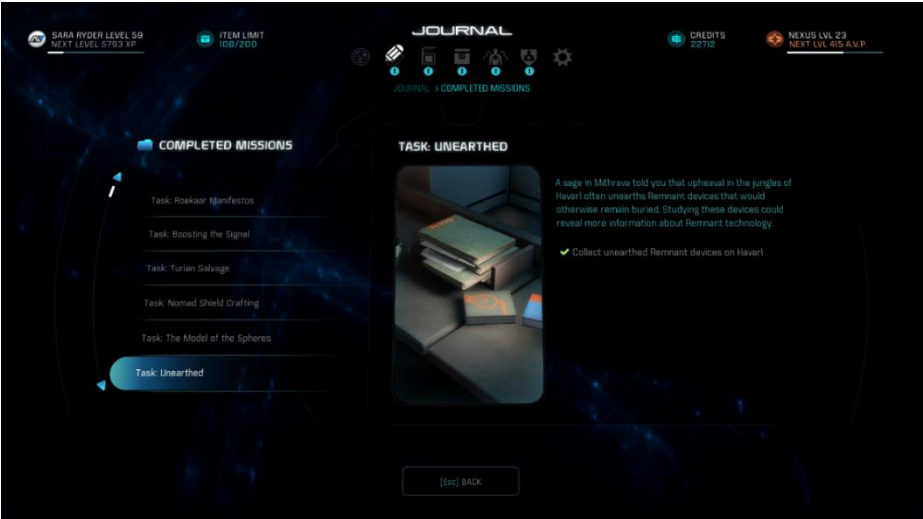 JOURNAL
SARA RYDER LEVEL 59
NEXT LEVEL 5793 XP
ITEM LIMIT
108/200
CREDITS
22712
NEXUS LVL 23
NEXT LVL 415 A.V.P.
JOURNAL › COMPLETED MISSIONS
COMPLETED MISSIONS
Task: Roekaar Manifestos
Task: Boosting the Signal
Task: Turian Salvage
Task: Nomad Shield Crafting
Task: The Model of the Spheres
Task: Unearthed
TASK: UNEARTHED
A sage in Mithrava told you that upheaval in the jungles of
Havarl often unearths Remnant devices that would
otherwise remain buried. Studying these devices could
reveal more information about Remnant technology.
Collect unearthed Remnant devices on Havarl
[Esc] BACK